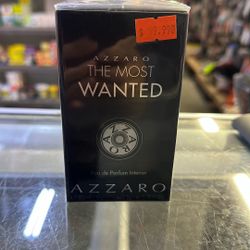 AZZARO
THE MOST
WANTED
Eau de Parfum Intense
AZZARO